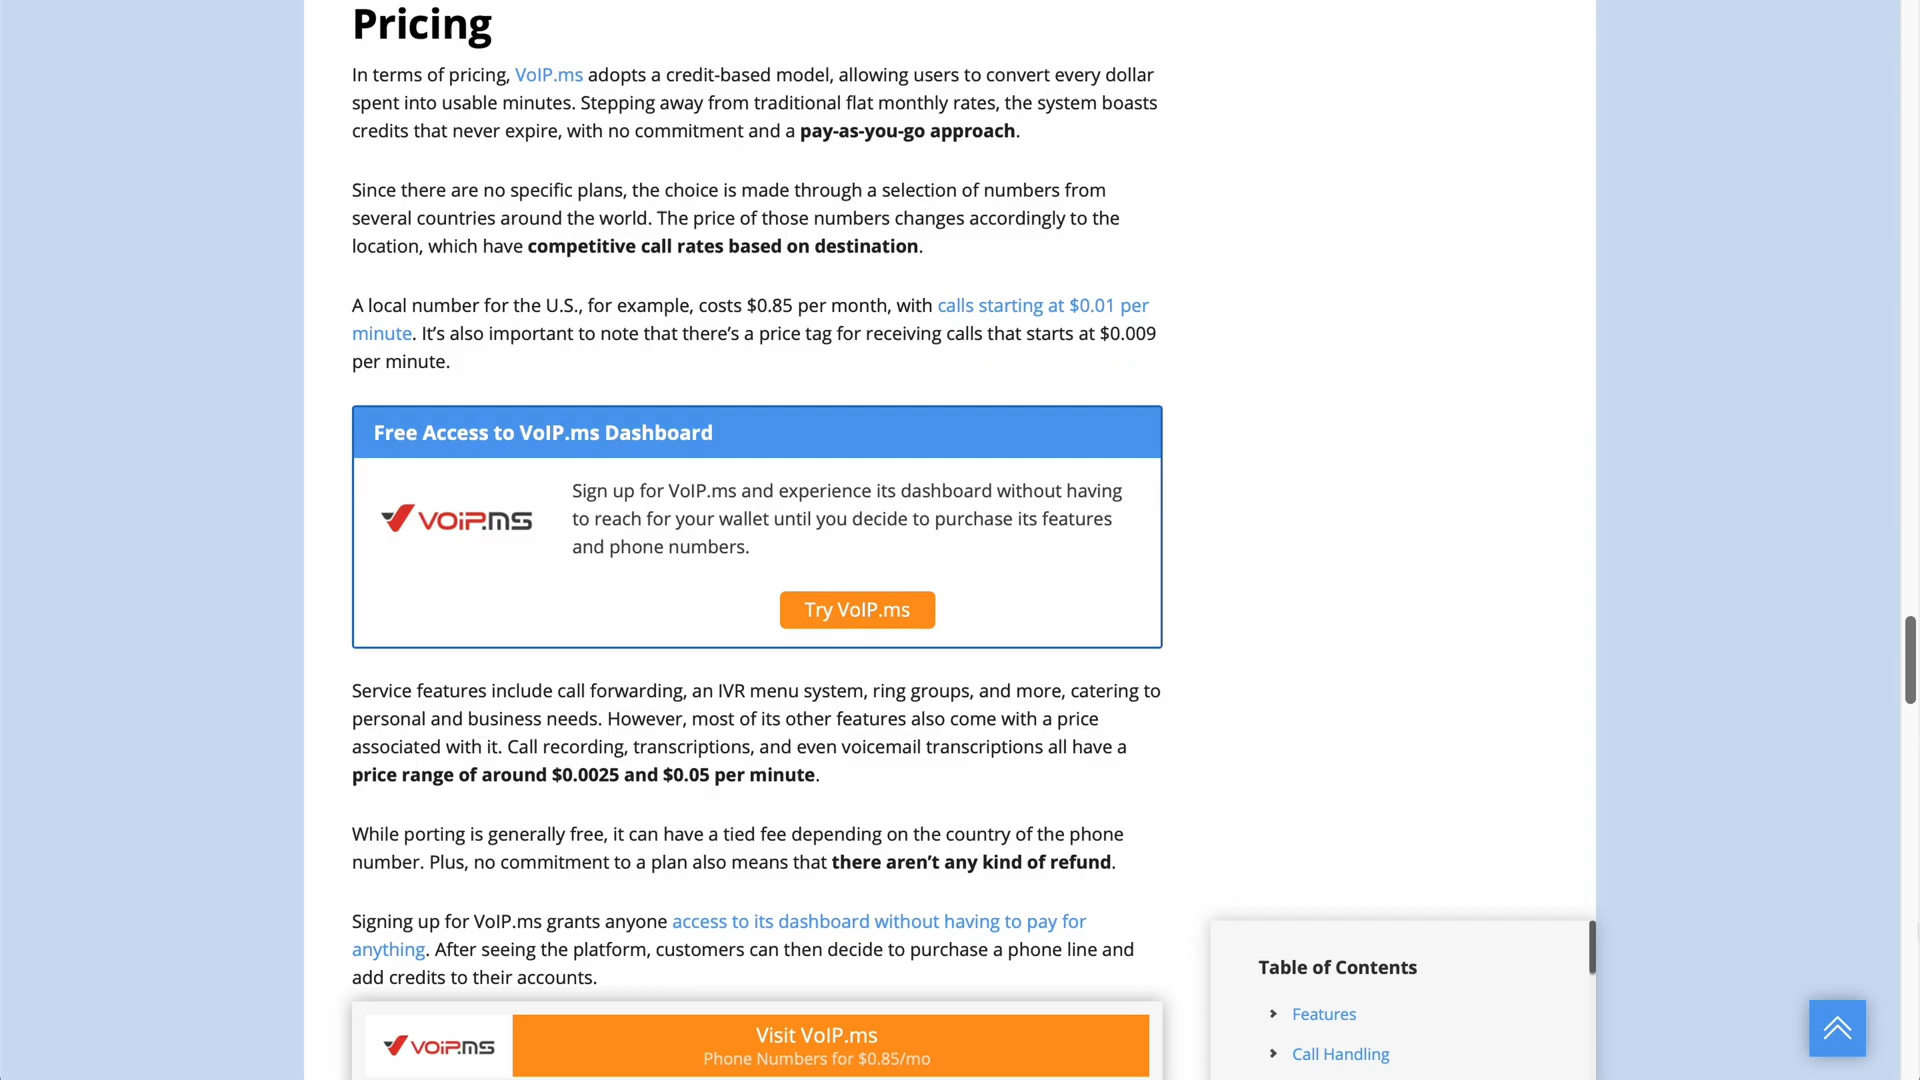 Pricing
In terms of pricing, VoIP.ms adopts a credit-based model, allowing users to convert every dollar
spent into usable minutes. Stepping away from traditional flat monthly rates, the system boasts
credits that never expire, with no commitment and a pay-as-you-go approach.
Since there are no specific plans, the choice is made through a selection of numbers from
several countries around the world. The price of those numbers changes accordingly to the
location, which have competitive call rates based on destination.
A local number for the U.S., for example, costs $0.85 per month, with calls starting at $0.01 per
minute. It’s also important to note that there’s a price tag for receiving calls that starts at $0.009
per minute.
Free Access to VoIP.ms Dashboard
VOIP.MS
Sign up for VoIP.ms and experience its dashboard without having
to reach for your wallet until you decide to purchase its features
and phone numbers.
Try VoIP.ms
Service features include call forwarding, an IVR menu system, ring groups, and more, catering to
personal and business needs. However, most of its other features also come with a price
associated with it. Call recording, transcriptions, and even voicemail transcriptions all have a
price range of around $0.0025 and $0.05 per minute.
While porting is generally free, it can have a tied fee depending on the country of the phone
number. Plus, no commitment to a plan also means that there aren’t any kind of refund.
Signing up for VoIP.ms grants anyone access to its dashboard without having to pay for
anything. After seeing the platform, customers can then decide to purchase a phone line and
add credits to their accounts.
VOIP.MS
Visit VoIP.ms
Phone Numbers for $0.85/mo
Table of Contents
Features
Call Handling